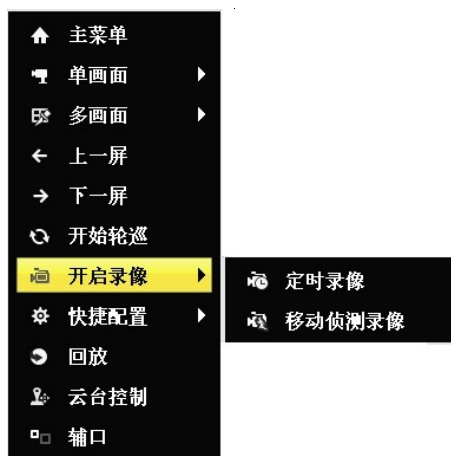 主菜单
单画面
多画面
上一屏
下一屏
开始轮巡
开启录像
定时录像
移动侦测录像
快捷配置
回放
云台控制
辅口